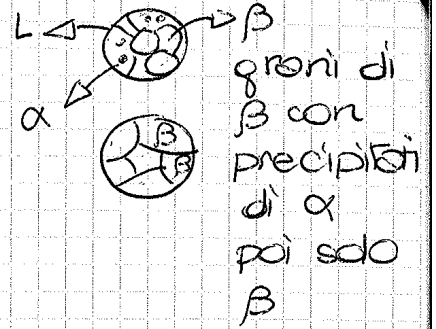 L
β
α
β
β
grani di
β con
precipitati
di α
poi solo
β